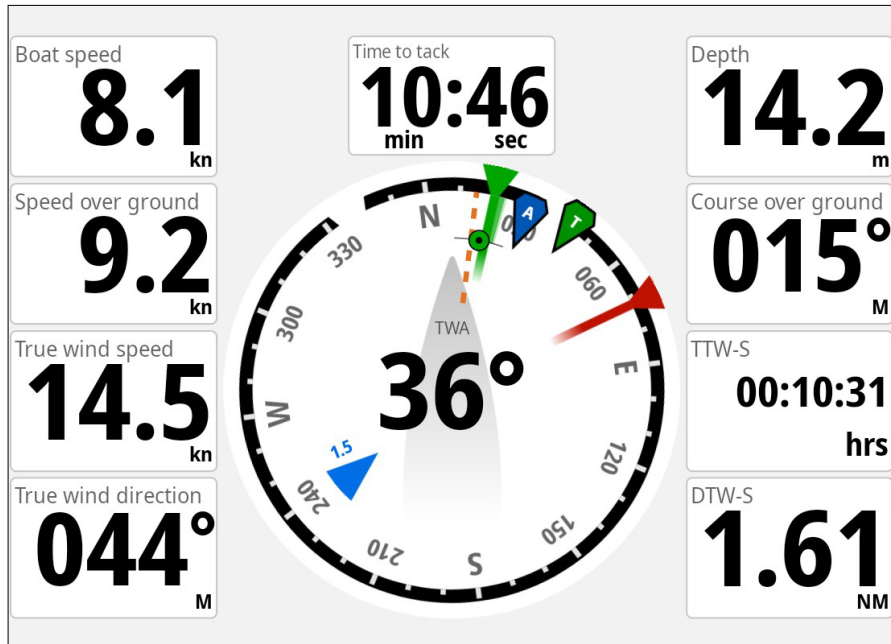 Boat speed
8.1
kn
Time to tack
10:46
min sec
Depth
14.2
m
Speed over ground
9.2
kn
Course over ground
015°
M
True wind speed
14.5
kn
TTW-S
00:10:31
hrs
True wind direction
044°
M
DTW-S
1.61
NM
N
A
T
060
E
120
150
S
210
240
W
300
330
TWA
36°
1.5